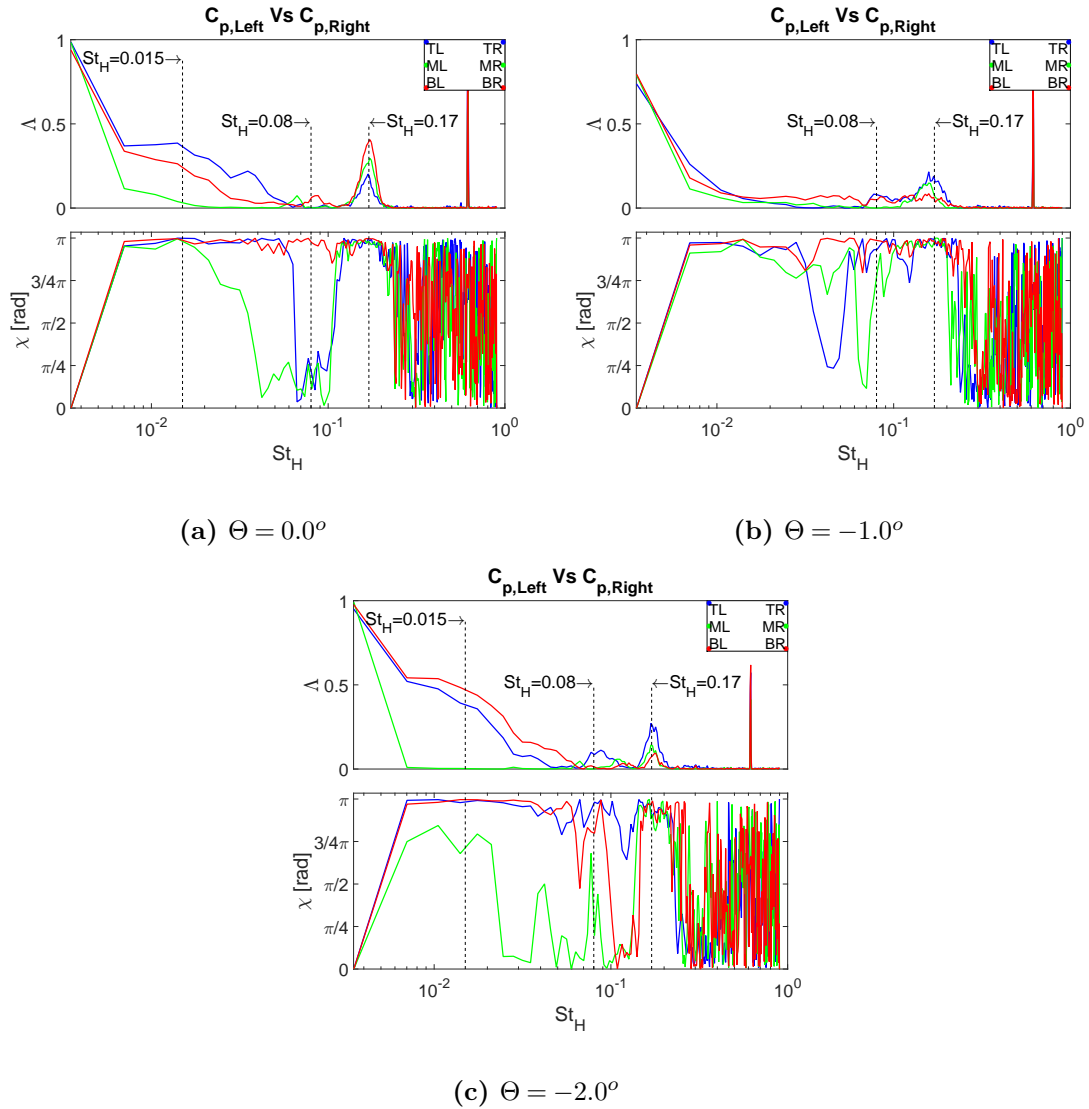 C_p,Left Vs C_p,Right
1
0.5
0
Λ
St_H=0.015→
St_H=0.08→
←St_H=0.17
TL TR
ML MR
BL BR
π
3/4π
π/2
π/4
0
χ [rad]
10^-2 10^-1 10^0
St_H
(a) Θ = 0.0^o
C_p,Left Vs C_p,Right
1
0.5
0
Λ
St_H=0.08→
←St_H=0.17
TL TR
ML MR
BL BR
π
3/4π
π/2
π/4
0
χ [rad]
10^-2 10^-1 10^0
St_H
(b) Θ = −1.0^o
C_p,Left Vs C_p,Right
1
0.5
0
Λ
St_H=0.015→
St_H=0.08→
←St_H=0.17
TL TR
ML MR
BL BR
π
3/4π
π/2
π/4
0
χ [rad]
10^-2 10^-1 10^0
St_H
(c) Θ = −2.0^o